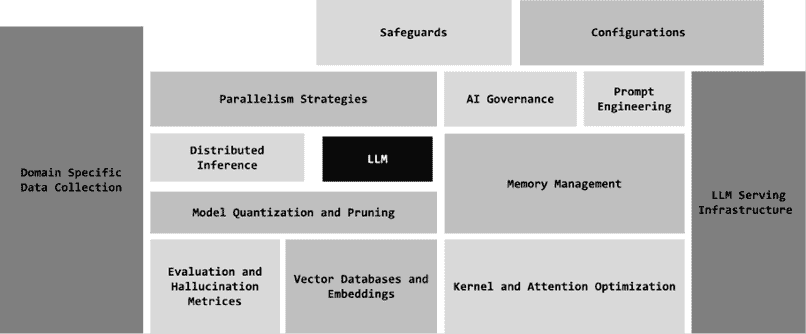 Safeguards
Configurations
Parallelism Strategies
AI Governance
Prompt
Engineering
Distributed
Inference
LLM
Domain Specific
Data Collection
Memory Management
LLM Serving
Infrastructure
Model Quantization and Pruning
Evaluation and
Hallucination
Metrices
Vector Databases and
Embeddings
Kernel and Attention Optimization